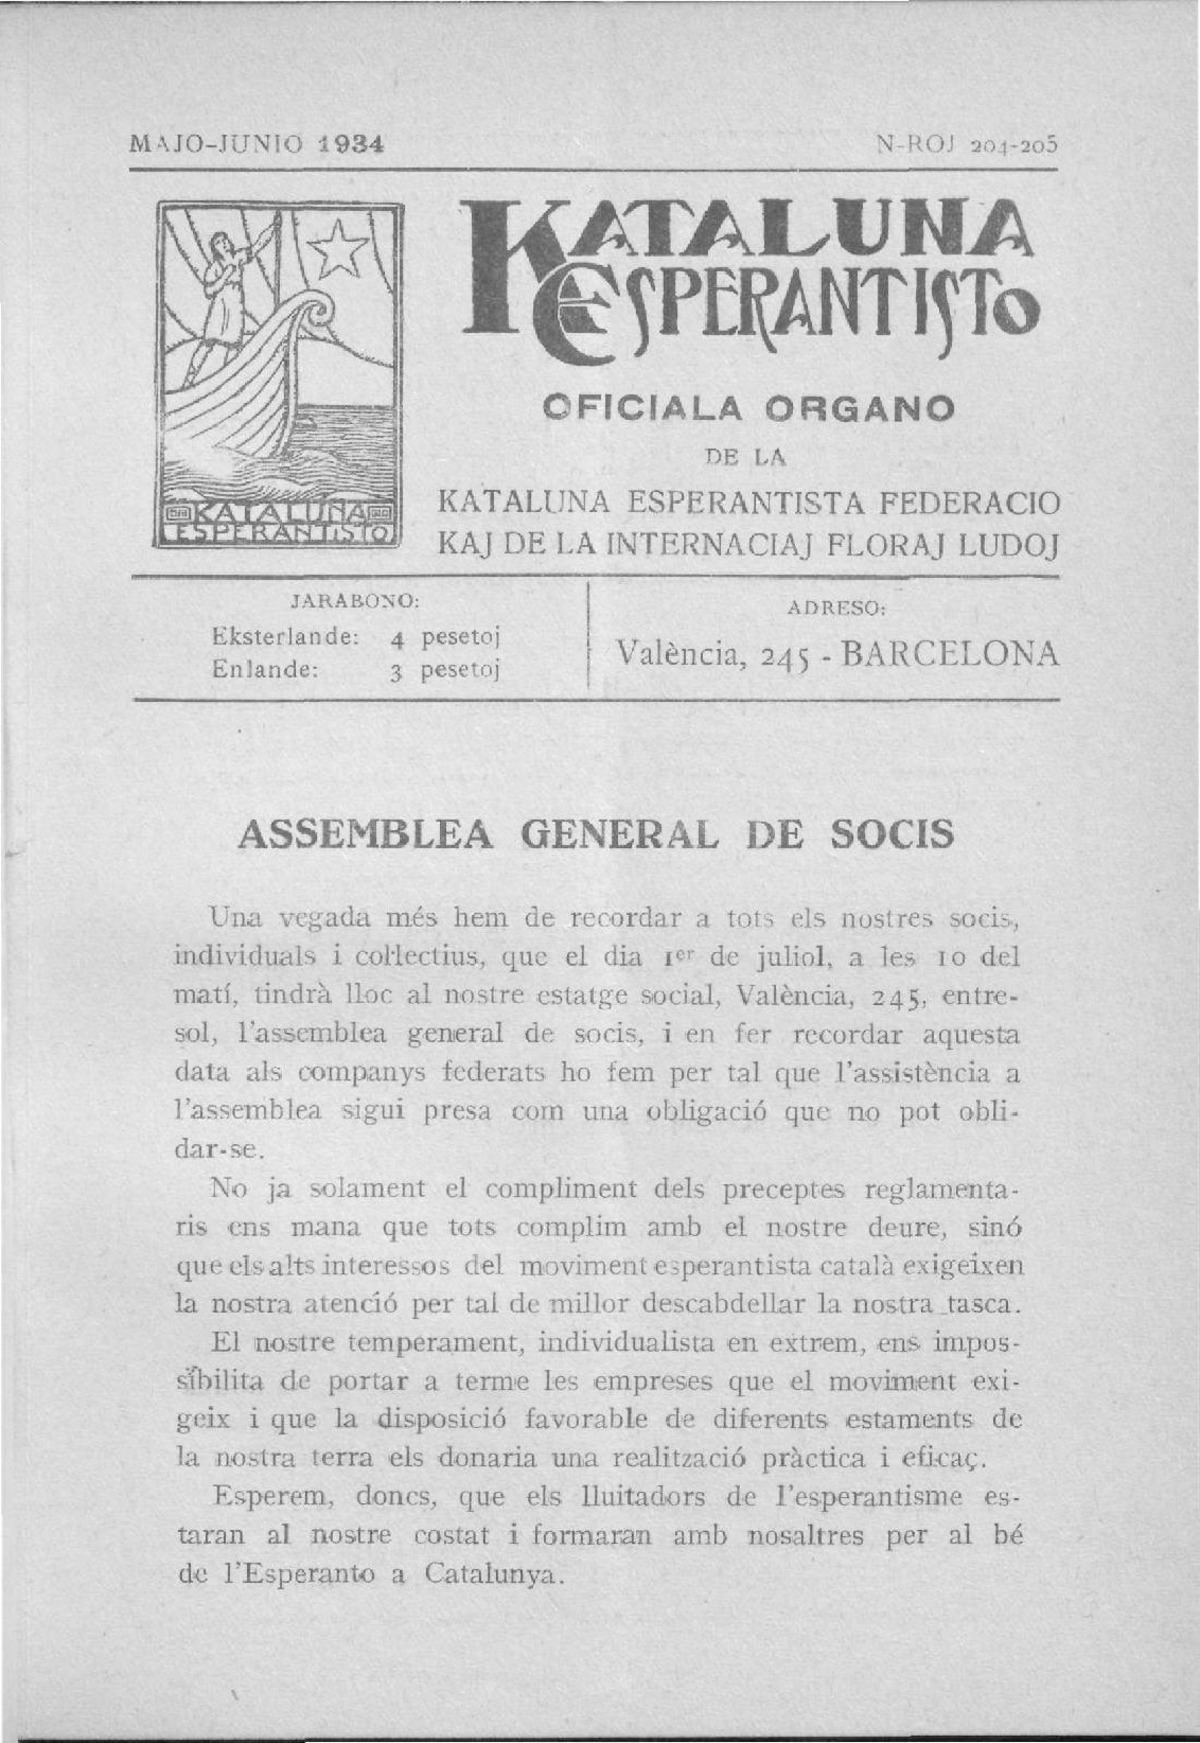 MAJO-JUNIO 1934
N-ROJ 204-205
KATALUNA
ESPERANTISTO
KATALUNA
ESPERANTISTO
OFICIALA ORGANO
DE LA
KATALUNA ESPERANTISTA FEDERACIO
KAJ DE LA INTERNACIAJ FLORAJ LUDOJ
JARABONO:
Eksterlande: 4 pesetoj
Enlande: 3 pesetoj
ADRESO:
València, 245 - BARCELONA
ASSEMBLEA GENERAL DE SOCIS
Una vegada més hem de recordar a tots els nostres socis,
individuals i col·lectius, que el dia 1er de juliol, a les 10 del
matí, tindrà lloc al nostre estatge social, València, 245, entre-
sol, l'assemblea general de socis, i en fer recordar aquesta
data als companys federats ho fem per tal que l'assistència a
l'assemblea sigui presa com una obligació que no pot obli-
dar-se.
No ja solament el compliment dels preceptes reglamenta-
ris ens mana que tots complim amb el nostre deure, sinó
que els alts interessos del moviment esperantista català exigeixen
la nostra atenció per tal de millor descabdellar la nostra tasca.
El nostre temperament, individualista en extrem, ens impos-
sibilita de portar a terme les empreses que el moviment exi-
geix i que la disposició favorable de diferents estaments de
la nostra terra els donaria una realització pràctica i eficaç.
Esperem, doncs, que els lluitadors de l'esperantisme es-
taran al nostre costat i formaran amb nosaltres per al bé
de l'Esperanto a Catalunya.